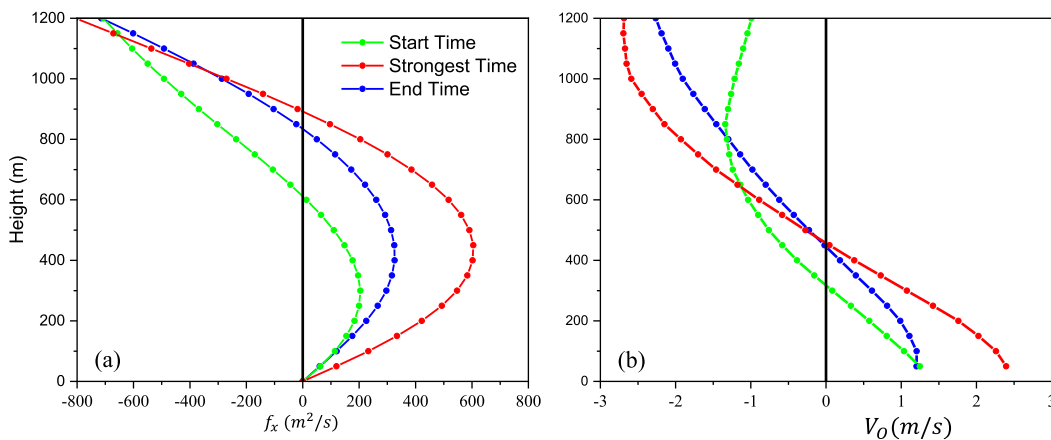 Height (m)
1200
1000
800
600
400
200
0
-800 -600 -400 -200 0 200 400 600 800
f_x (m²/s)
Start Time
Strongest Time
End Time
(a)
1200
1000
800
600
400
200
0
-3 -2 -1 0 1 2 3
V_O (m/s)
(b)